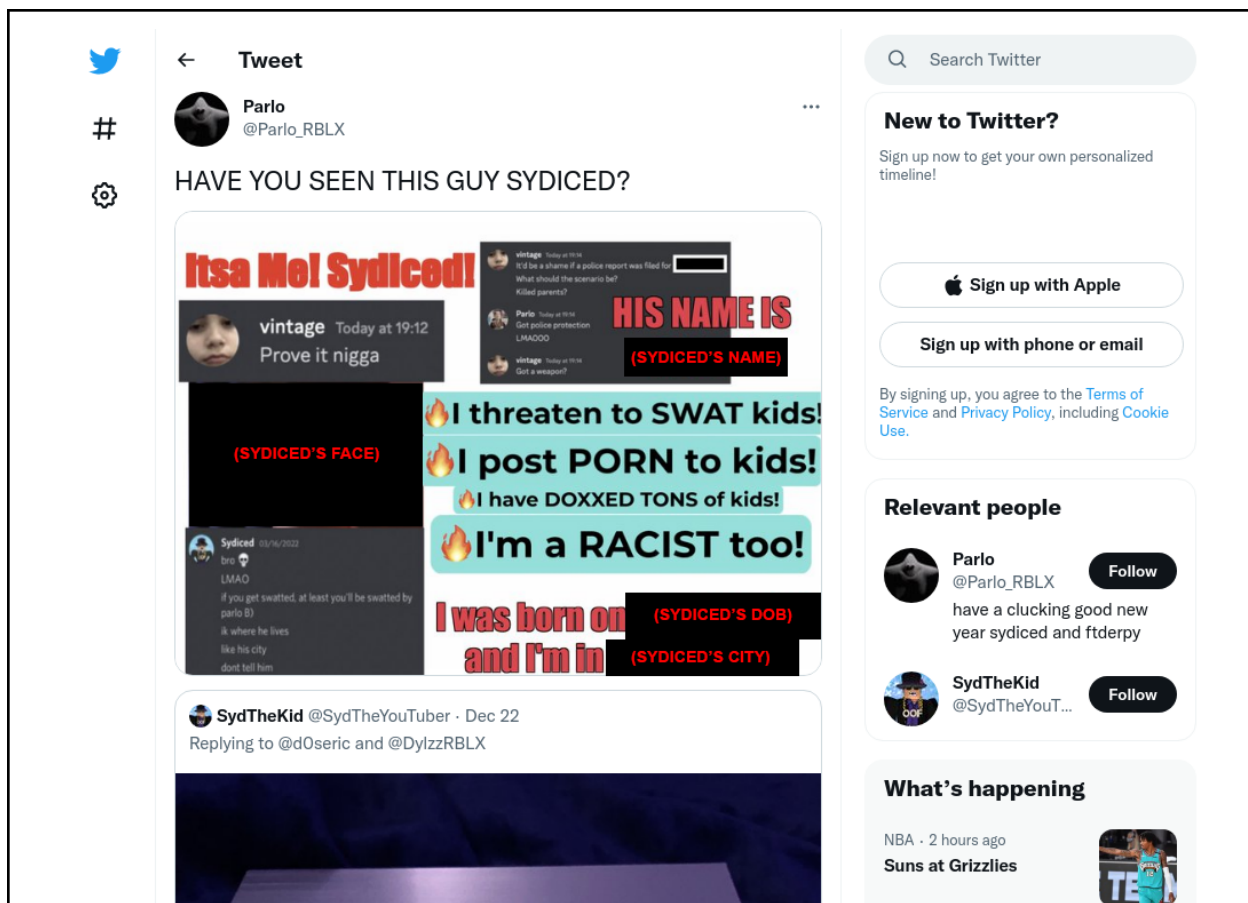 Tweet
Parlo
@Parlo_RBLX
HAVE YOU SEEN THIS GUY SYDICED?
Itsa Me! Sydiced!
vintage Today at 19:12
Prove it nigga
vintage Today at 19:14
It'd be a shame if a police report was filed for
What should the scenario be?
Killed parents?
Parlo Today at 19:14
Got police protection
LMAOOO
vintage Today at 19:14
Got a weapon?
HIS NAME IS
(SYDICED'S NAME)
(SYDICED'S FACE)
🔥I threaten to SWAT kids!
🔥I post PORN to kids!
🔥I have DOXXED TONS of kids!
🔥I'm a RACIST too!
Sydiced 03/16/2022
bro 💀
LMAO
if you get swatted, at least you'll be swatted by
parlo B)
ik where he lives
like his city
dont tell him
I was born on (SYDICED'S DOB)
and I'm in (SYDICED'S CITY)
SydTheKid @SydTheYouTuber · Dec 22
Replying to @d0seric and @DylzzRBLX
Search Twitter
New to Twitter?
Sign up now to get your own personalized
timeline!
Sign up with Apple
Sign up with phone or email
By signing up, you agree to the Terms of
Service and Privacy Policy, including Cookie
Use.
Relevant people
Parlo
@Parlo_RBLX
Follow
have a clucking good new
year sydiced and ftderpy
SydTheKid
@SydTheYouT...
Follow
OOF
What's happening
NBA · 2 hours ago
Suns at Grizzlies